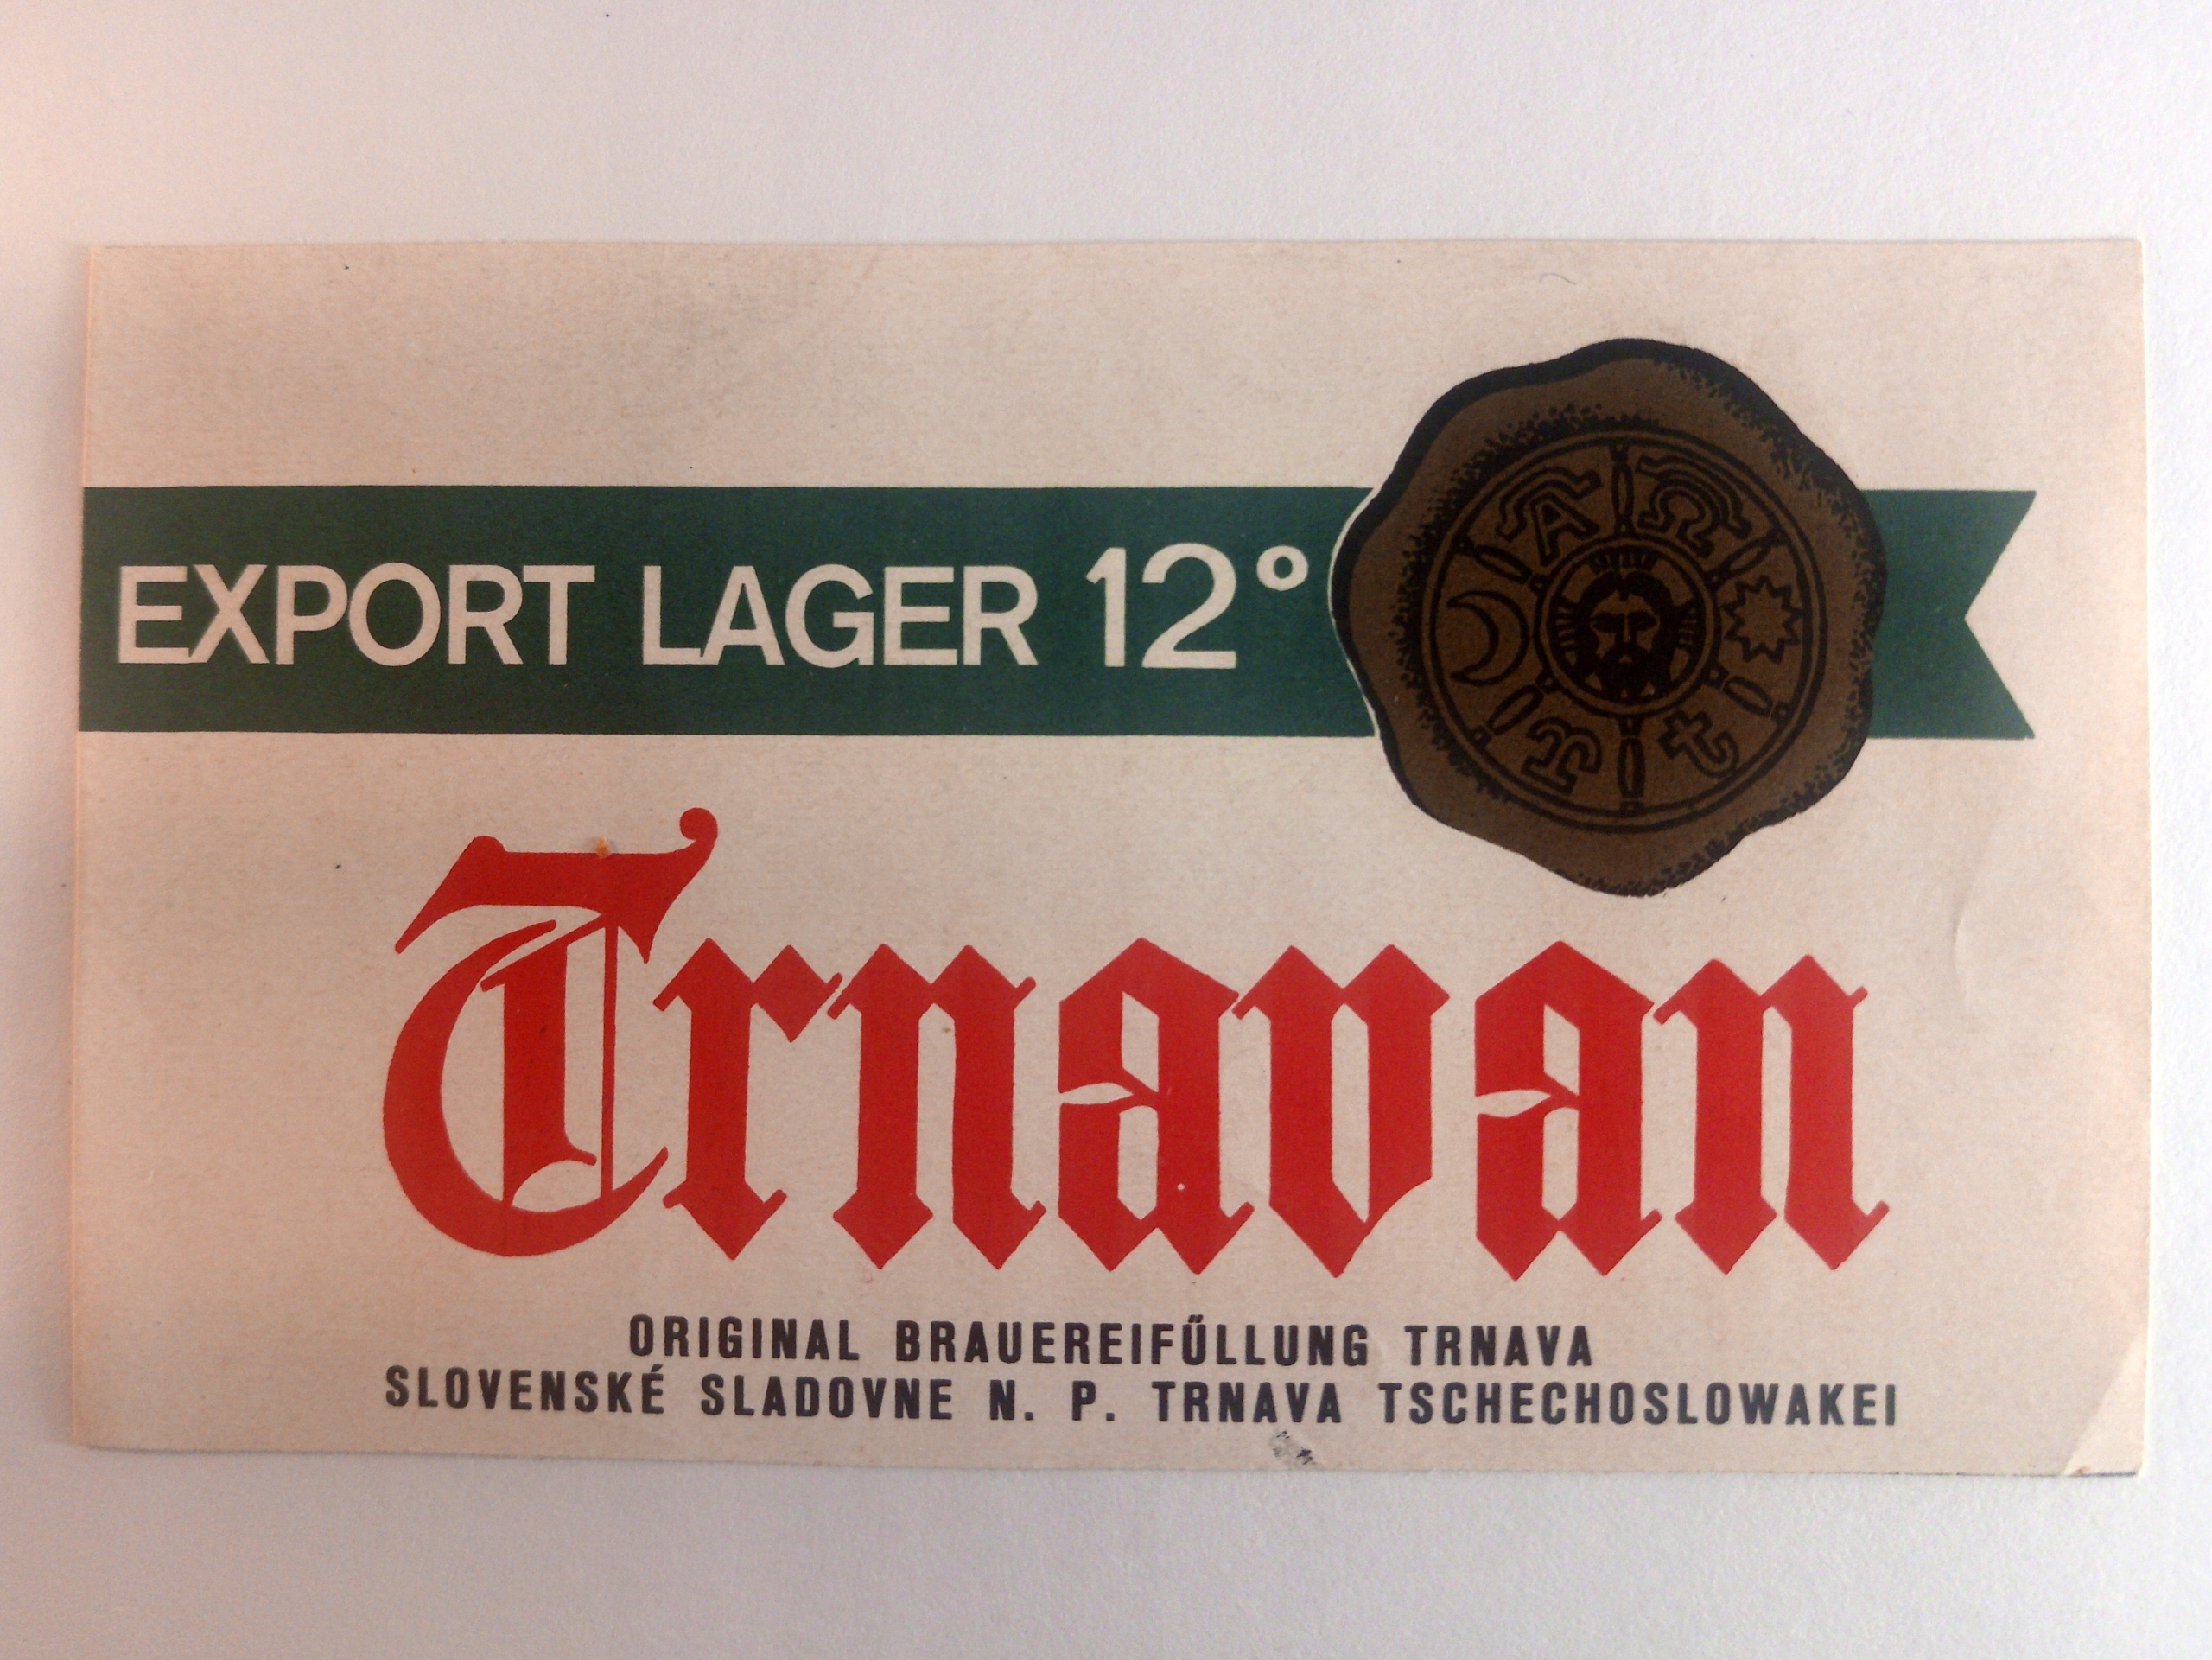 EXPORT LAGER 12°
A Ω
Trnavan
ORIGINAL BRAUEREIFÜLLUNG TRNAVA
SLOVENSKÉ SLADOVNE N. P. TRNAVA TSCHECHOSLOWAKEI